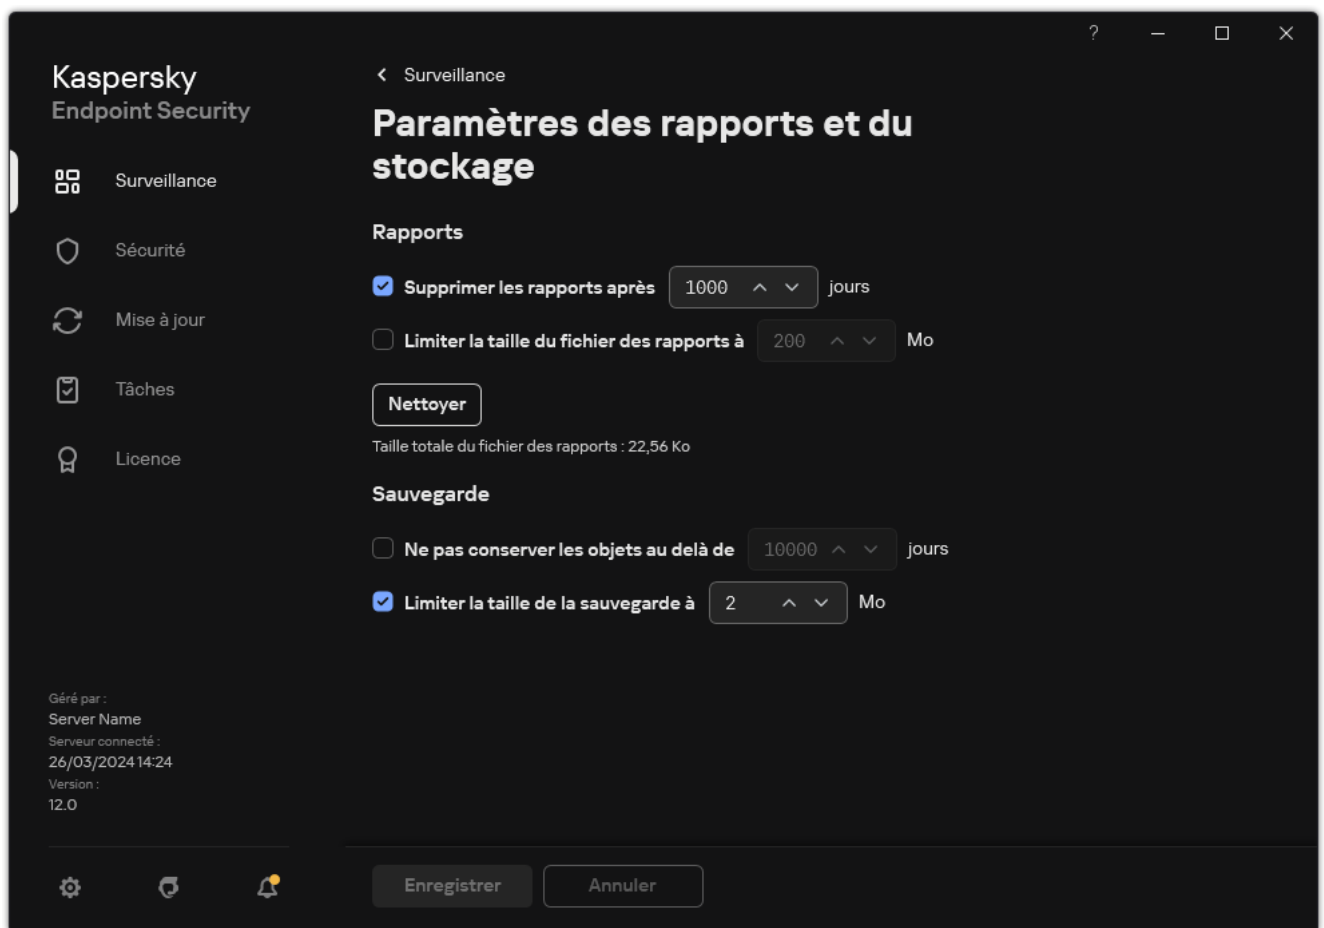 ?
Kaspersky
Endpoint Security
Surveillance
Sécurité
Mise à jour
Tâches
Licence
Géré par :
Server Name
Serveur connecté :
26/03/2024 14:24
Version :
12.0
Surveillance
Paramètres des rapports et du
stockage
Rapports
Supprimer les rapports après 1000 jours
Limiter la taille du fichier des rapports à 200 Mo
Nettoyer
Taille totale du fichier des rapports : 22,56 Ko
Sauvegarde
Ne pas conserver les objets au delà de 10000 jours
Limiter la taille de la sauvegarde à 2 Mo
Enregistrer Annuler